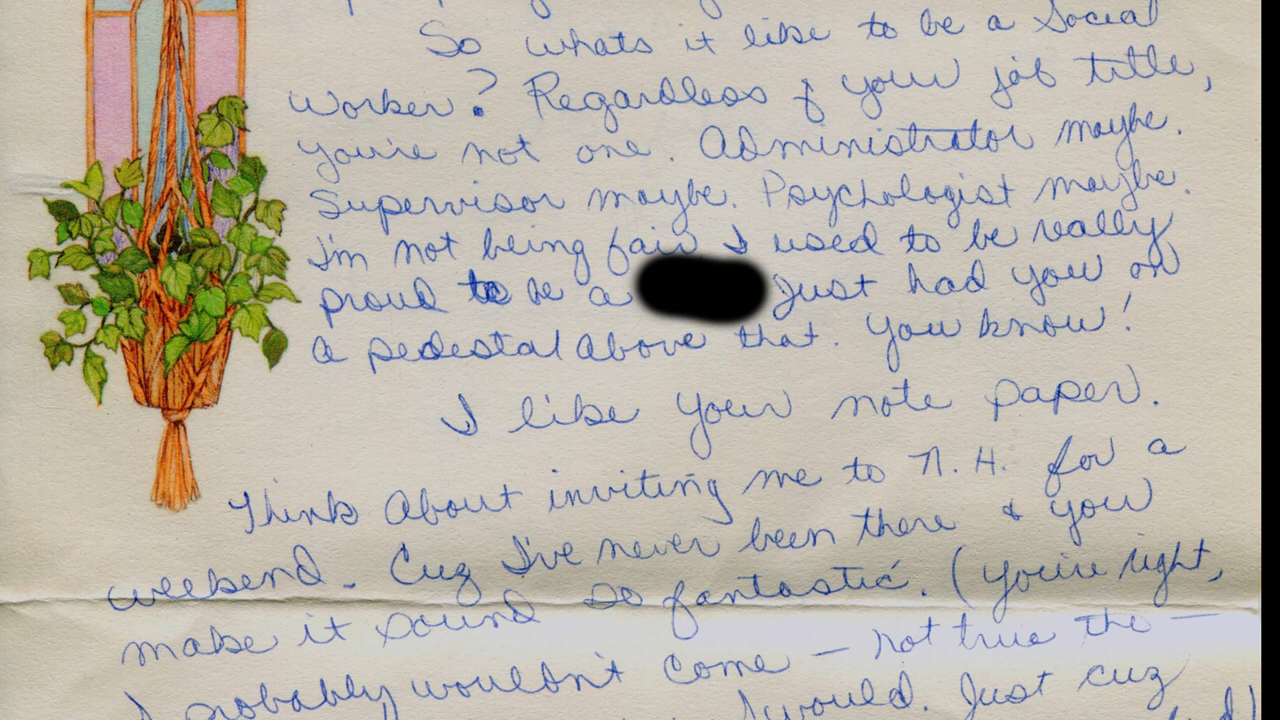 So whats it like to be a Social
Worker? Regardless of your job title,
you're not one. Administrator maybe.
Supervisor maybe. Psychologist maybe.
I'm not being fair I used to be really
proud to be a Just had you on
a pedestal above that. You know!
I like your note paper.
Think About inviting me to N. H. for a
weekend. Cuz I've never been there & you
make it sound so fantastic. (You're right,
I probably wouldn't come — not true tho —
I would. Just cuz